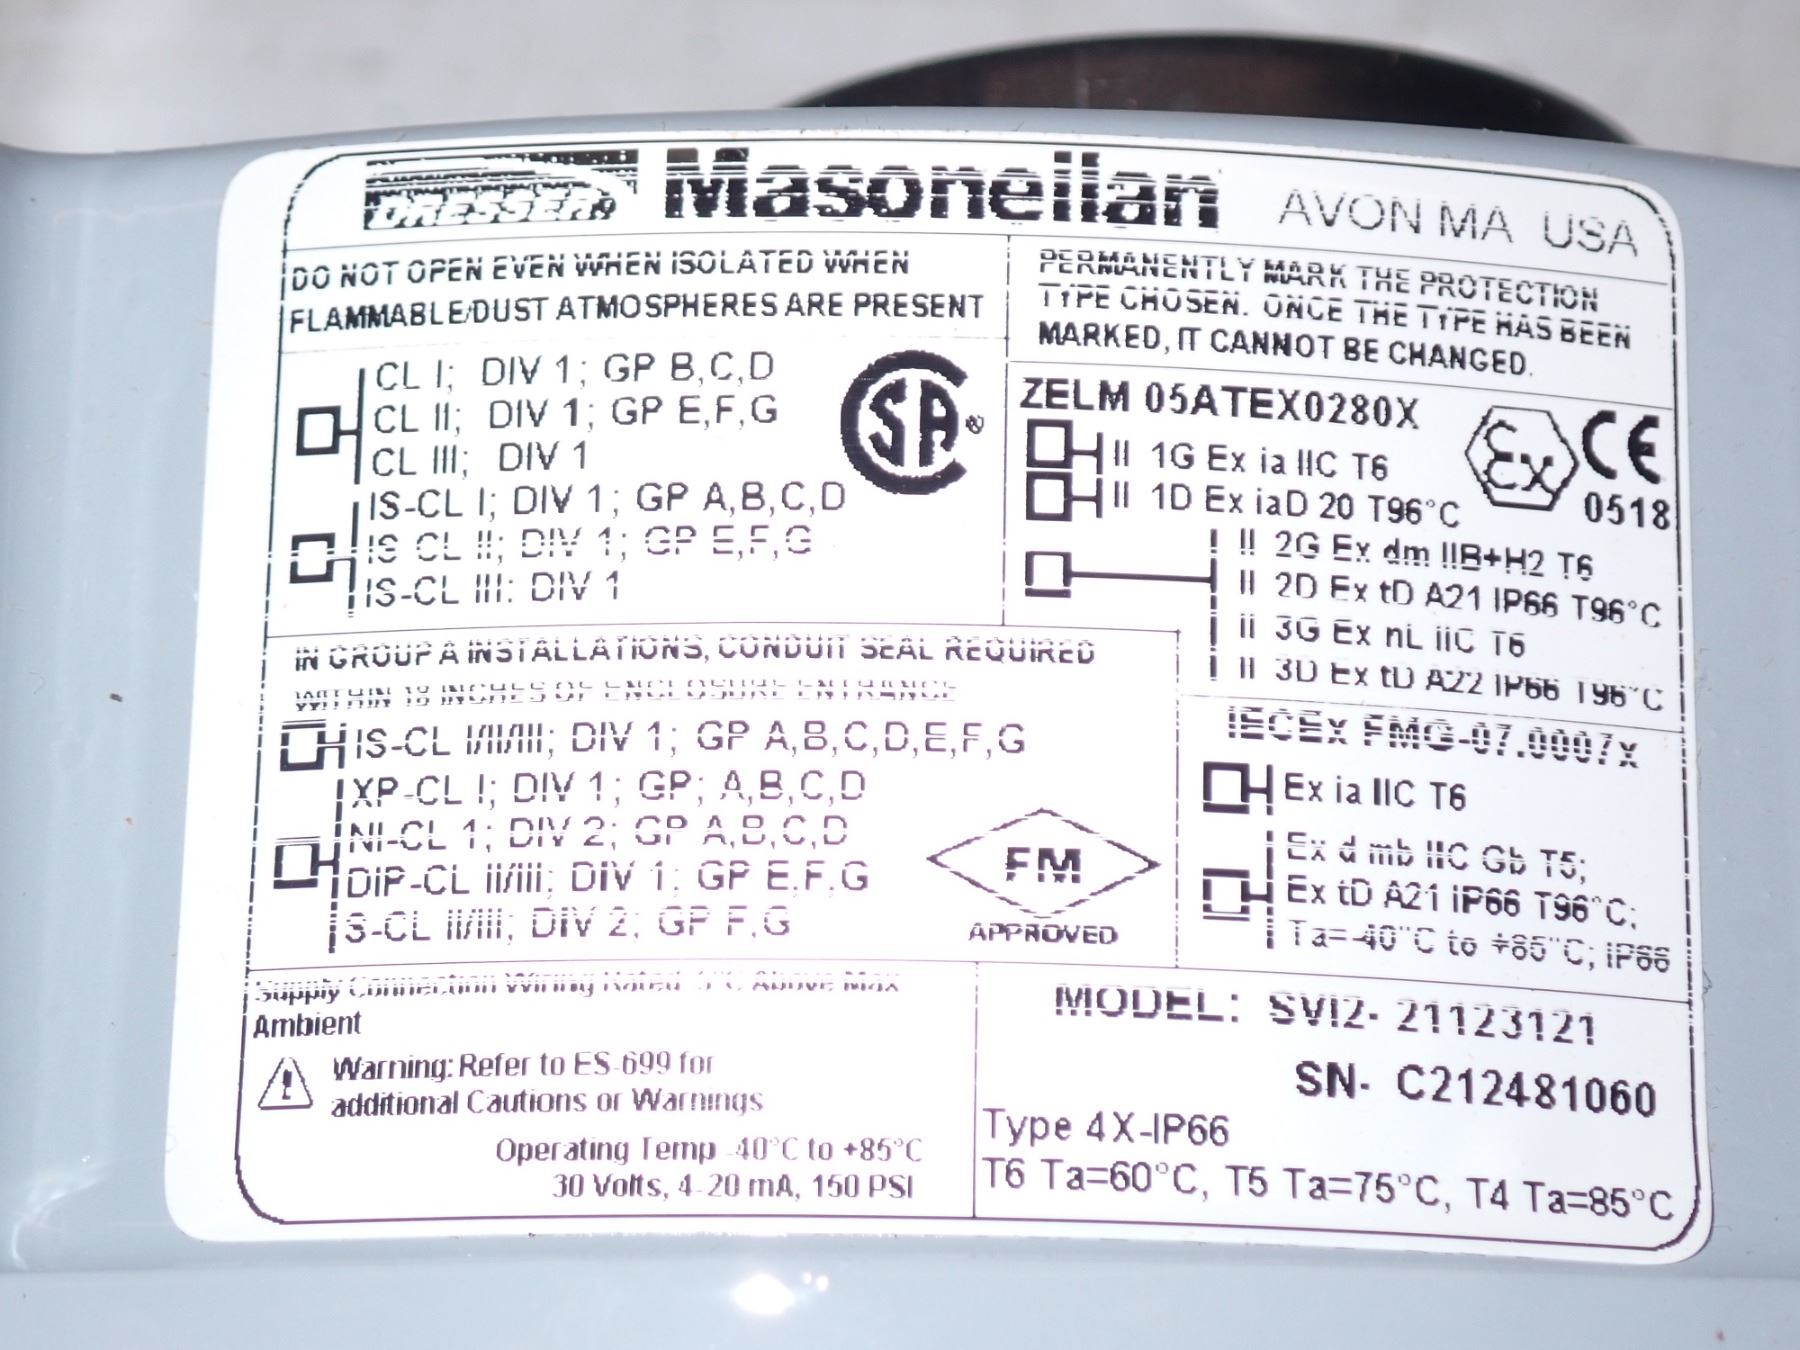 DRESSER Masoneilan AVON MA USA
DO NOT OPEN EVEN WHEN ISOLATED WHEN
FLAMMABLE/DUST ATMOSPHERES ARE PRESENT
PERMANENTLY MARK THE PROTECTION
TYPE CHOSEN. ONCE THE TYPE HAS BEEN
MARKED, IT CANNOT BE CHANGED.
CL I; DIV 1; GP B,C,D
CL II; DIV 1; GP E,F,G
CL III; DIV 1
IS-CL I; DIV 1; GP A,B,C,D
IS CL II; DIV 1; GP E,F,G
IS-CL III: DIV 1
SA ®
ZELM 05ATEX0280X
II 1G Ex ia IIC T6
II 1D Ex iaD 20 T96°C
Ex CE
0518
II 2G Ex dm IIB+H2 T6
II 2D Ex tD A21 IP66 T96°C
II 3G Ex nL IIC T6
II 3D Ex tD A22 IP66 T96°C
IN GROUP A INSTALLATIONS, CONDUIT SEAL REQUIRED
WITHIN 18 INCHES OF ENCLOSURE ENTRANCE
IS-CL I/II/III; DIV 1; GP A,B,C,D,E,F,G
XP-CL I; DIV 1; GP; A,B,C,D
NI-CL 1; DIV 2; GP A,B,C,D
DIP-CL II/III; DIV 1; GP E,F,G
S-CL II/III; DIV 2; GP F,G
FM
APPROVED
IECEx FMG-07.0007x
Ex ia IIC T6
Ex d mb IIC Gb T5;
Ex tD A21 IP66 T96°C;
Ta=-40°C to +85°C; IP66
Supply Connection Wiring Rated 5°C Above Max
Ambient
Warning: Refer to ES-699 for
additional Cautions or Warnings
Operating Temp -40°C to +85°C
30 Volts, 4-20 mA, 150 PSI
MODEL: SVI2- 21123121
SN- C212481060
Type 4X-IP66
T6 Ta=60°C, T5 Ta=75°C, T4 Ta=85°C